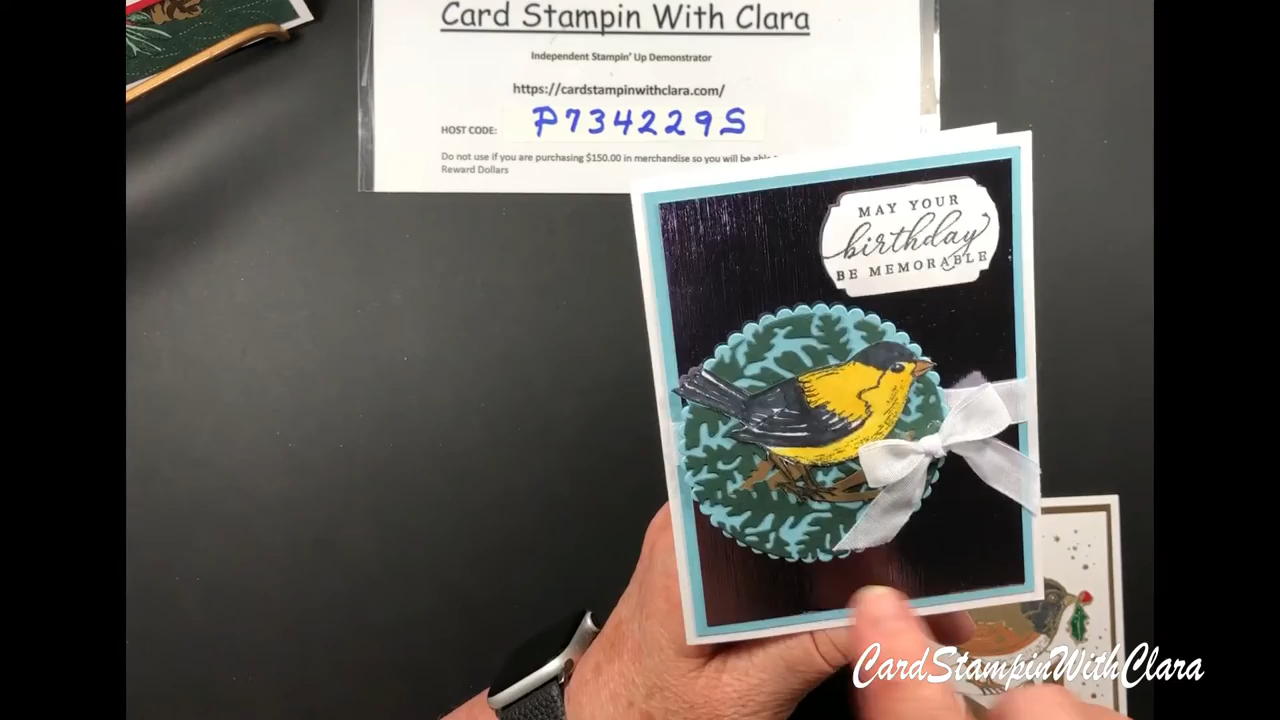 Card Stampin With Clara
Independent Stampin' Up Demonstrator
https://cardstampinwithclara.com/
HOST CODE: P734229S
Do not use if you are purchasing $150.00 in merchandise so you will be
Reward Dollars
MAY YOUR
birthday
BE MEMORABLE
CardStampinWithClara